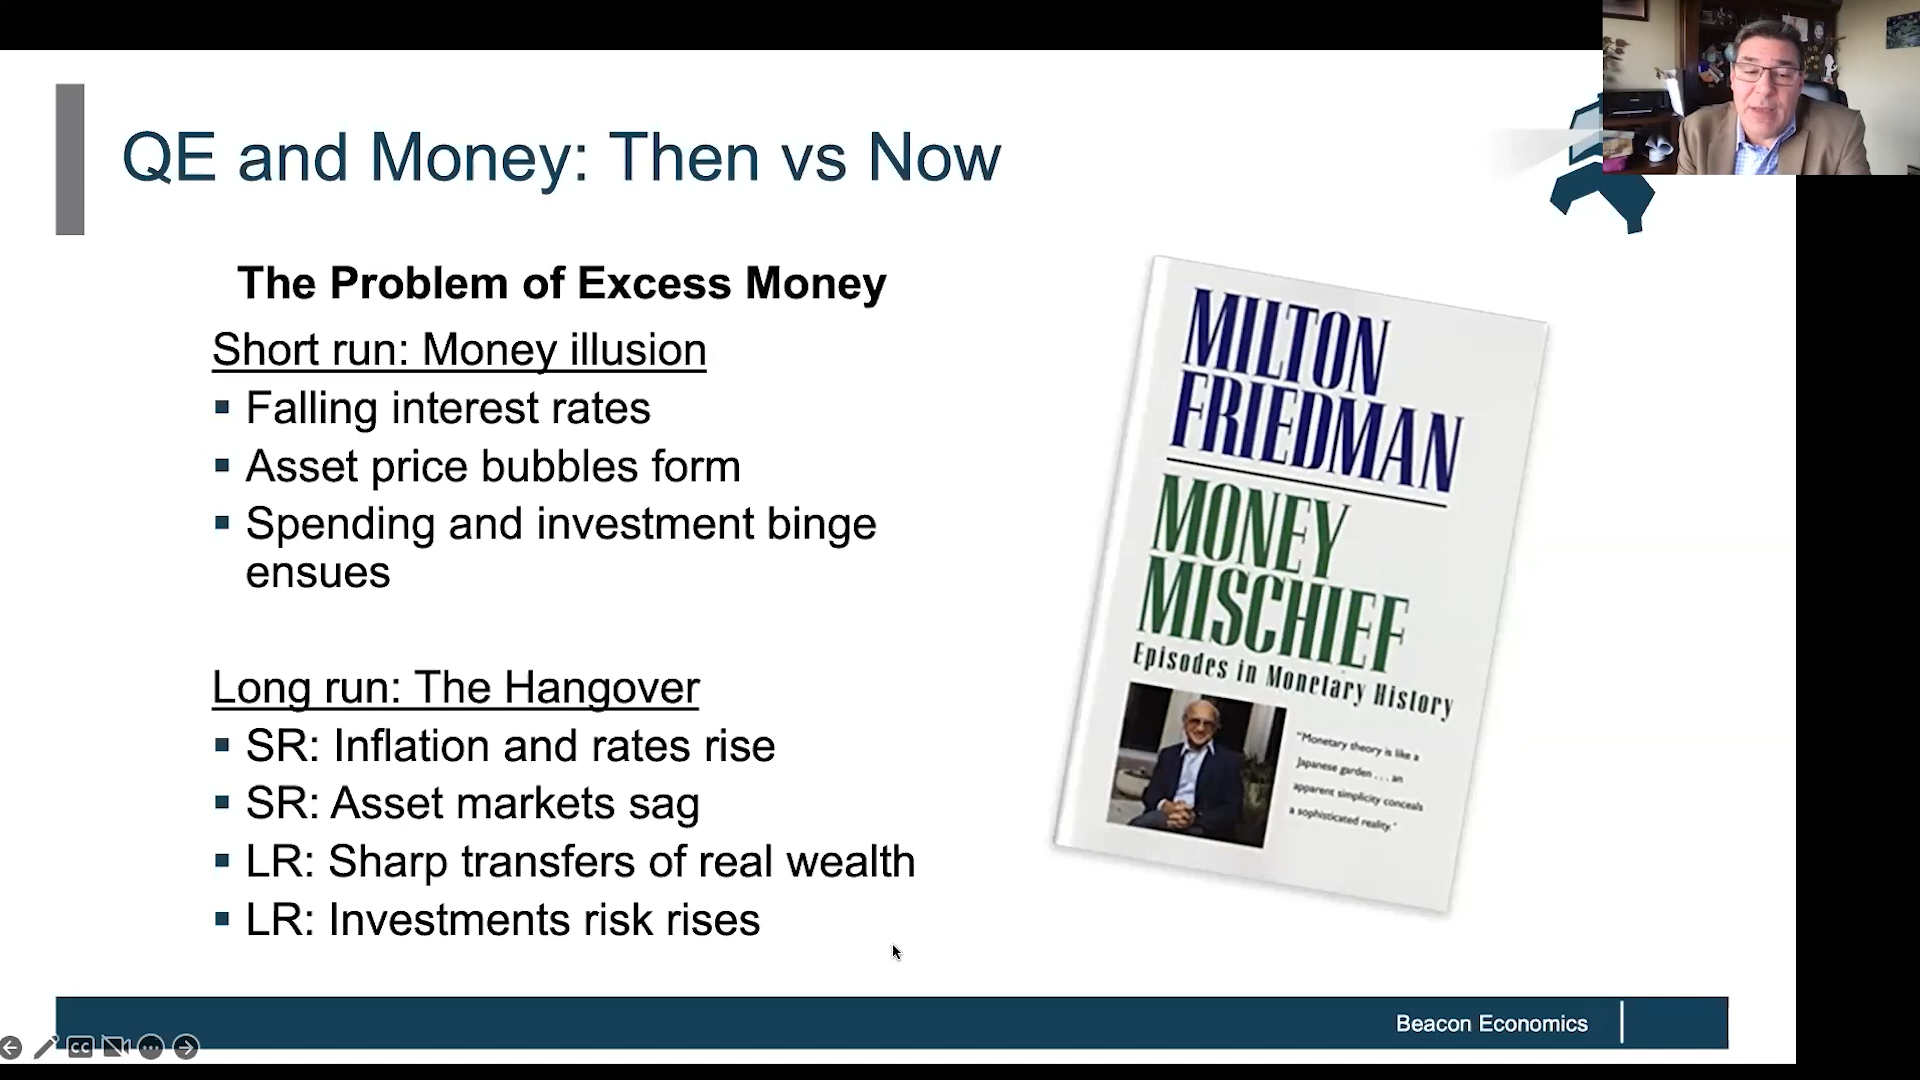 QE and Money: Then vs Now
The Problem of Excess Money
Short run: Money illusion
▪ Falling interest rates
▪ Asset price bubbles form
▪ Spending and investment binge
ensues
Long run: The Hangover
▪ SR: Inflation and rates rise
▪ SR: Asset markets sag
▪ LR: Sharp transfers of real wealth
▪ LR: Investments risk rises
MILTON
FRIEDMAN
MONEY
MISCHIEF
Episodes in Monetary History
"Monetary theory is like a
Japanese garden . . . an
apparent simplicity conceals
a sophisticated reality."
Beacon Economics
CC